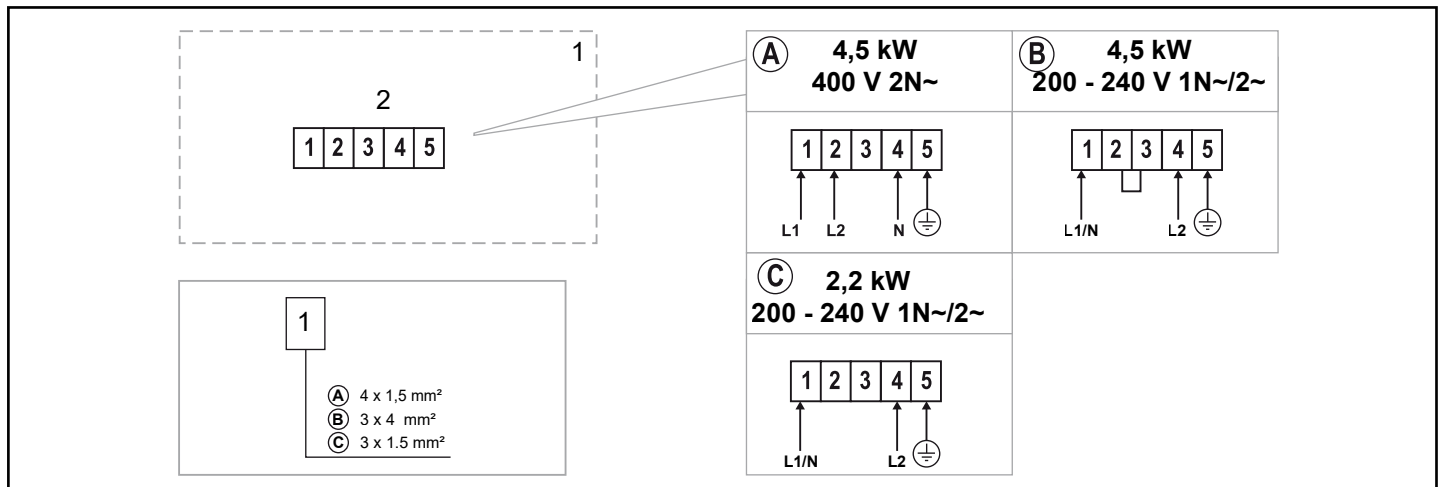 1
2
1 2 3 4 5
A 4,5 kW
400 V 2N~
1 2 3 4 5
L1 L2 N
B 4,5 kW
200 - 240 V 1N~/2~
1 2 3 4 5
L1/N L2
C 2,2 kW
200 - 240 V 1N~/2~
1 2 3 4 5
L1/N L2
1
A 4 x 1,5 mm²
B 3 x 4 mm²
C 3 x 1.5 mm²